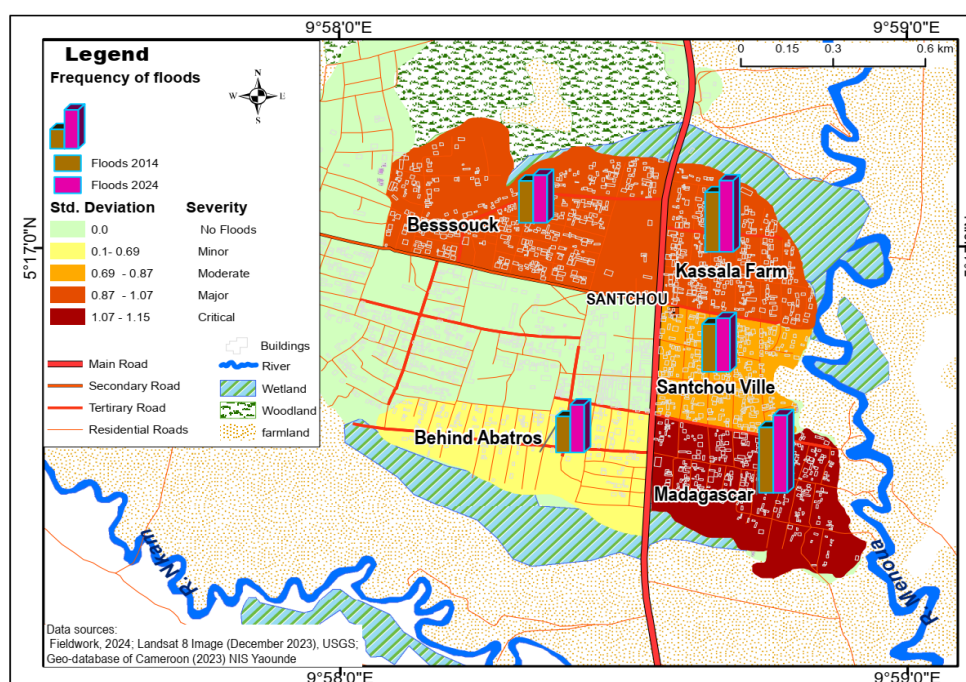 9°58'0"E
9°59'0"E
Legend
Frequency of floods
N
W E
S
Floods 2014
Floods 2024
Std. Deviation Severity
0.0 No Floods
0.1- 0.69 Minor
0.69 - 0.87 Moderate
0.87 - 1.07 Major
1.07 - 1.15 Critical
Main Road
Secondary Road
Tertirary Road
Residential Roads
Buildings
River
Wetland
Woodland
farmland
0 0.15 0.3 0.6 km
5°17'0"N
Besssouck
Kassala Farm
SANTCHOU
Santchou Ville
Behind Abatros
Madagascar
R. Nkam
R. Menoua
Data sources:
Fieldwork, 2024; Landsat 8 Image (December 2023), USGS;
Geo-database of Cameroon (2023) NIS Yaounde
9°58'0"E
9°59'0"E